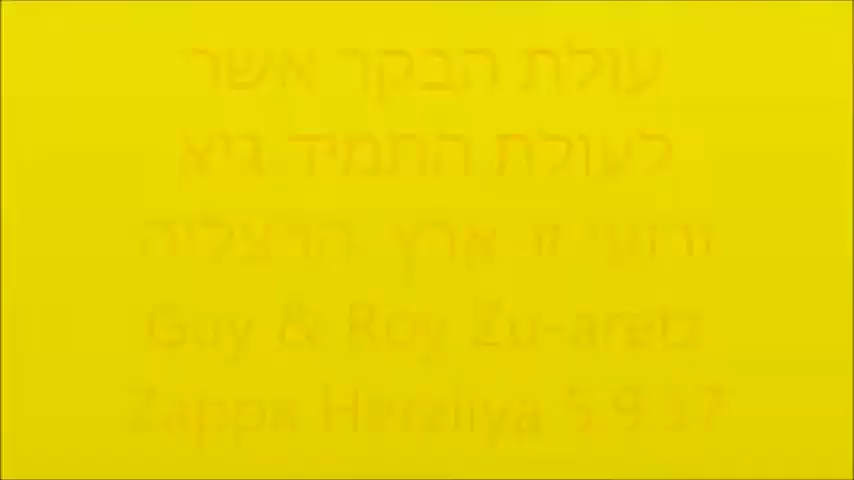 עולת הבקר אשר
לעולת התמיד גיא
ורועי זו ארץ הרצליה
Guy & Roy Zu-aretz
Zappa Herzliya 5.9.17